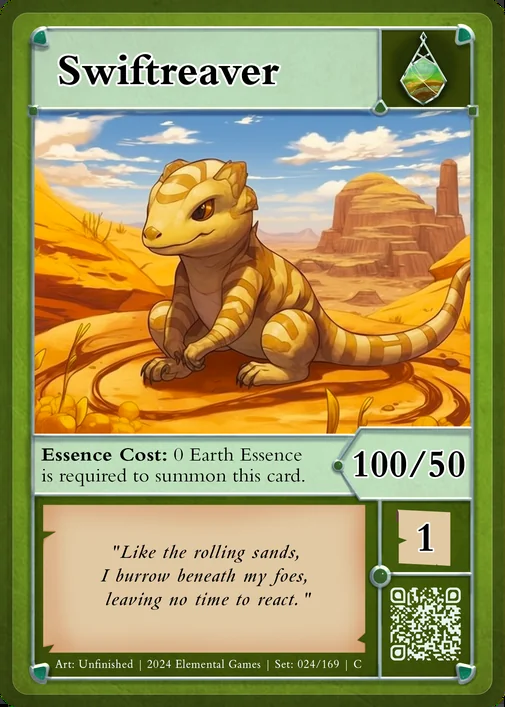 Swiftreaver
Essence Cost: 0 Earth Essence
is required to summon this card.
100/50
"Like the rolling sands,
I burrow beneath my foes,
leaving no time to react."
1
Art: Unfinished | 2024 Elemental Games | Set: 024/169 | C